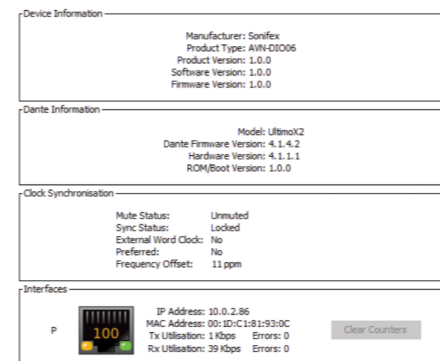 Device Information
Manufacturer: Sonifex
Product Type: AVN-DIO06
Product Version: 1.0.0
Software Version: 1.0.0
Firmware Version: 1.0.0
Dante Information
Model: UltimoX2
Dante Firmware Version: 4.1.4.2
Hardware Version: 4.1.1.1
ROM/Boot Version: 1.0.0
Clock Synchronisation
Mute Status: Unmuted
Sync Status: Locked
External Word Clock: No
Preferred: No
Frequency Offset: 11 ppm
Interfaces
P
100
IP Address: 10.0.2.86
MAC Address: 00:1D:C1:81:93:0C
Tx Utilisation: 1 Kbps Errors: 0
Rx Utilisation: 39 Kbps Errors: 0
Clear Counters